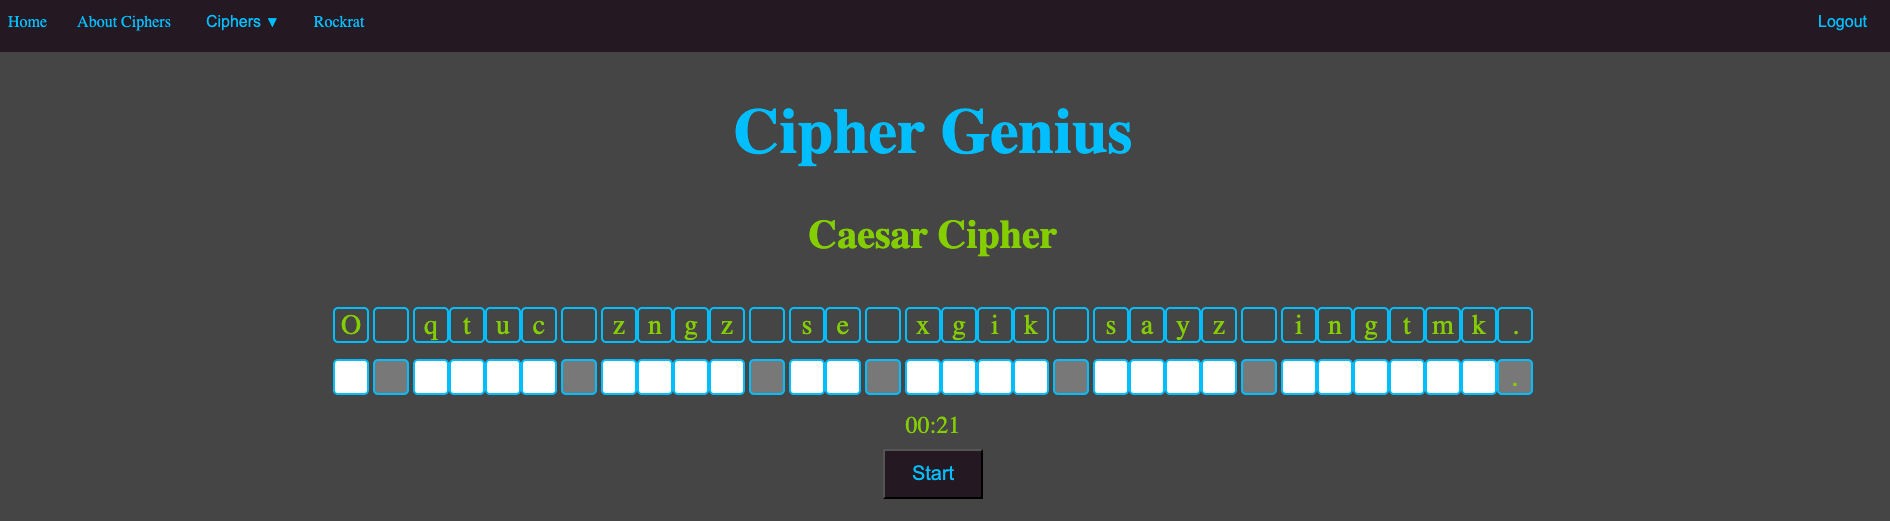 Home About Ciphers Ciphers ▼ Rockrat Logout
Cipher Genius
Caesar Cipher
O qtuc zngz se xgik sayz ingtmk.
.
00:21
Start